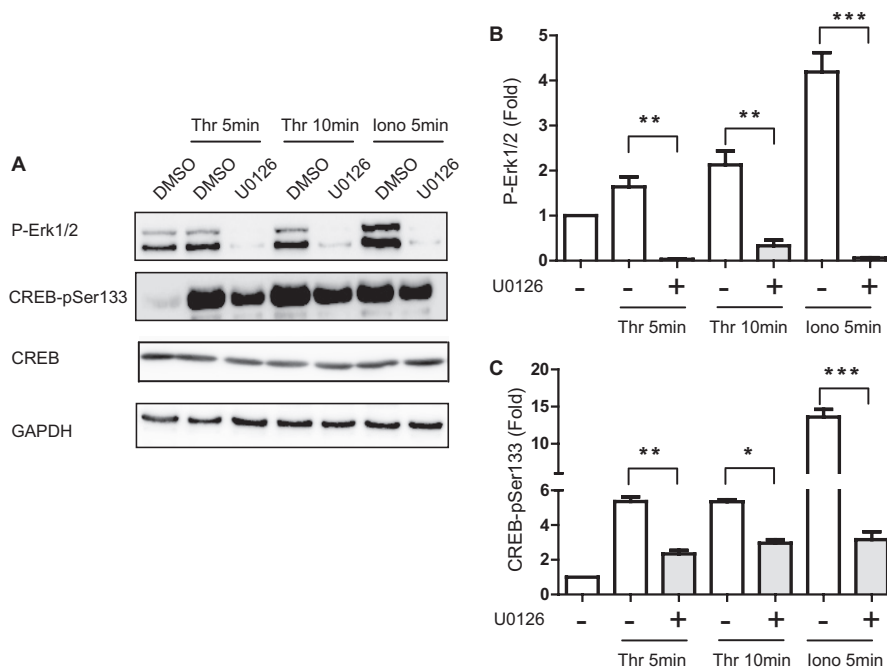 A
Thr 5min Thr 10min Iono 5min
DMSO DMSO U0126 DMSO U0126 DMSO U0126
P-Erk1/2
CREB-pSer133
CREB
GAPDH
B
P-Erk1/2 (Fold)
5
4
3
2
1
0
** ** ***
U0126 - - + - + - +
Thr 5min Thr 10min Iono 5min
C
CREB-pSer133 (Fold)
20
15
10
6
4
2
0
** * ***
U0126 - - + - + - +
Thr 5min Thr 10min Iono 5min